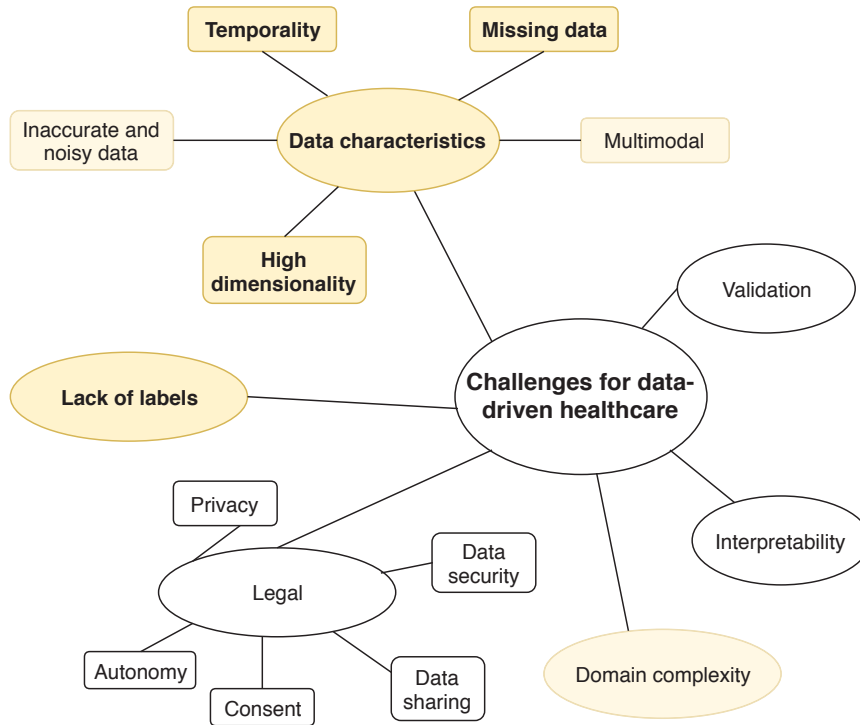 Temporality
Missing data
Inaccurate and
noisy data
Data characteristics
Multimodal
High
dimensionality
Validation
Challenges for data-
driven healthcare
Lack of labels
Privacy
Data
security
Interpretability
Legal
Autonomy
Consent
Data
sharing
Domain complexity